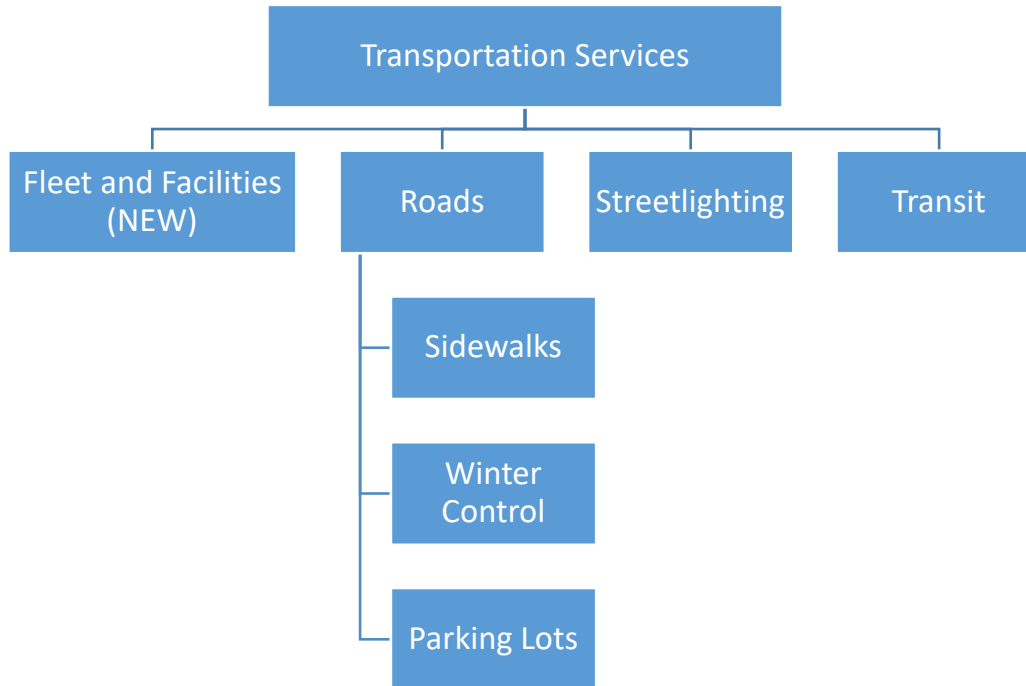 Transportation Services
Fleet and Facilities
(NEW)
Roads
Streetlighting
Transit
Sidewalks
Winter
Control
Parking Lots